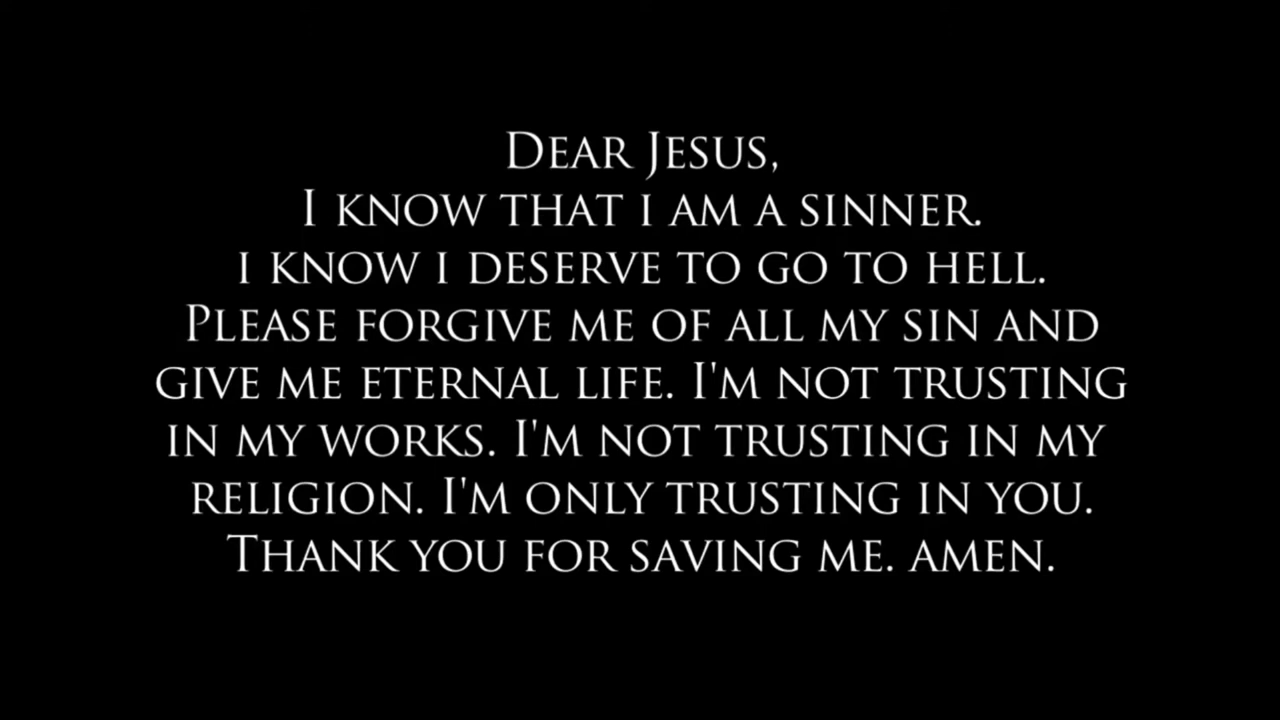 Dear Jesus,
I know that i am a sinner.
i know i deserve to go to hell.
Please forgive me of all my sin and
give me eternal life. I'm not trusting
in my works. I'm not trusting in my
religion. I'm only trusting in you.
Thank you for saving me. amen.